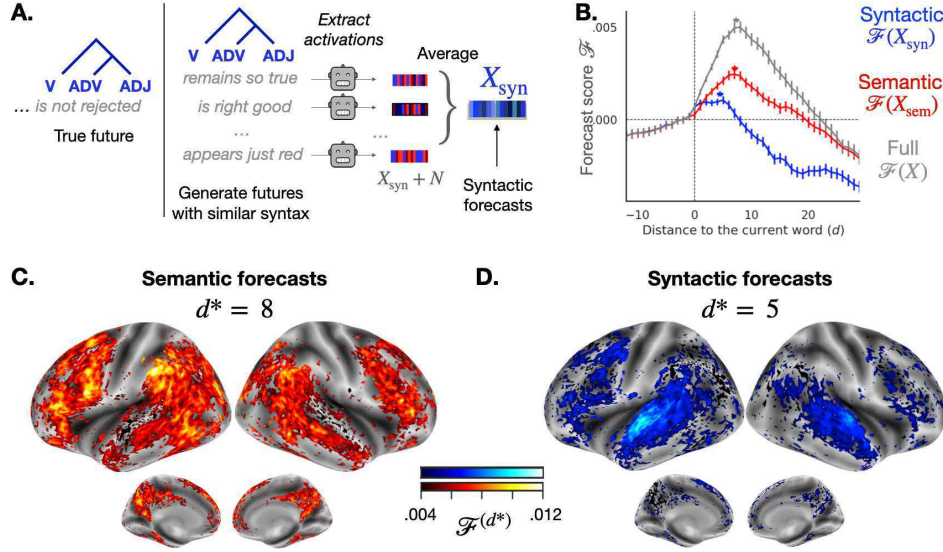 A.
V ADV ADJ
... is not rejected
True future
V ADV ADJ
remains so true
is right good
...
appears just red
Generate futures
with similar syntax
Extract
activations
Average
...
X_syn + N
X_syn
Syntactic
forecasts
B.
Forecast score ℱ
.005
.000
−10 0 10 20
Distance to the current word (d)
Syntactic
ℱ(X_syn)
Semantic
ℱ(X_sem)
Full
ℱ(X)
C.
Semantic forecasts
d* = 8
D.
Syntactic forecasts
d* = 5
.004 .012
ℱ^(d*)